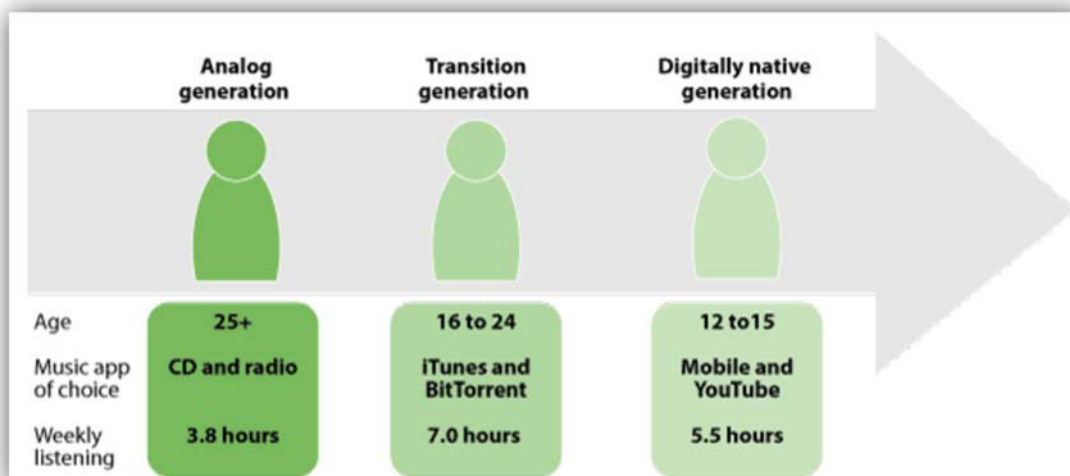 Analog
generation
Transition
generation
Digitally native
generation
Age
25+
16 to 24
12 to15
Music app
of choice
CD and radio
iTunes and
BitTorrent
Mobile and
YouTube
Weekly
listening
3.8 hours
7.0 hours
5.5 hours